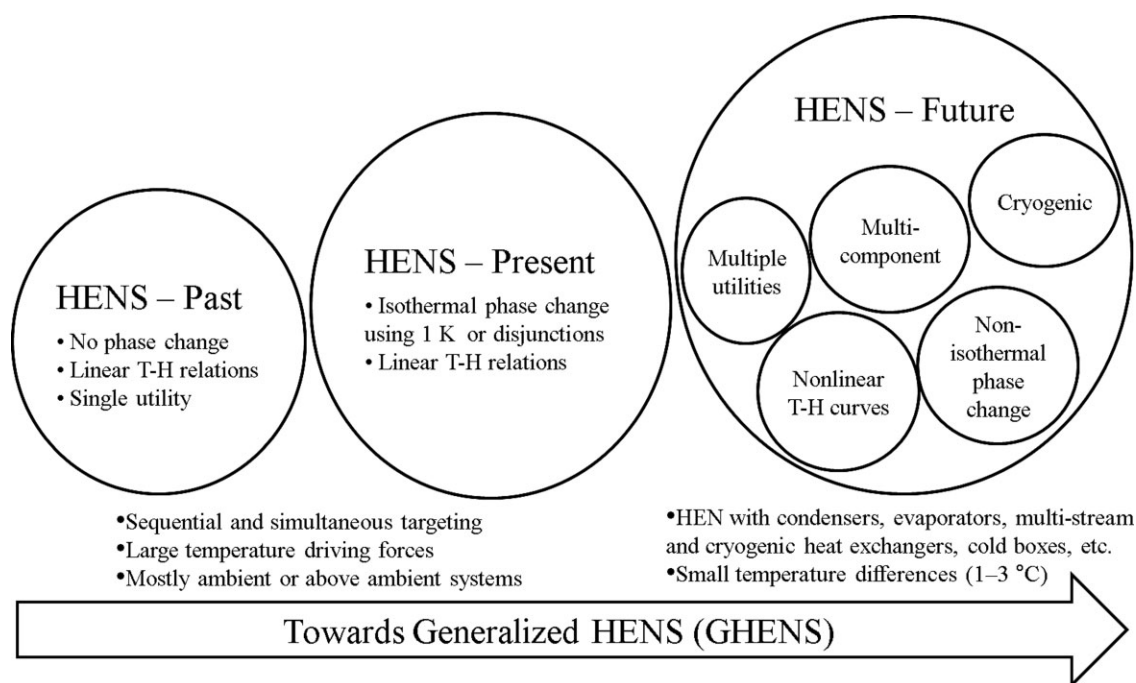 HENS – Past
• No phase change
• Linear T-H relations
• Single utility
HENS – Present
• Isothermal phase change
using 1 K or disjunctions
• Linear T-H relations
HENS – Future
Multiple
utilities
Multi-
component
Cryogenic
Nonlinear
T-H curves
Non-
isothermal
phase
change
•Sequential and simultaneous targeting
•Large temperature driving forces
•Mostly ambient or above ambient systems
•HEN with condensers, evaporators, multi-stream
and cryogenic heat exchangers, cold boxes, etc.
•Small temperature differences (1–3 °C)
Towards Generalized HENS (GHENS)